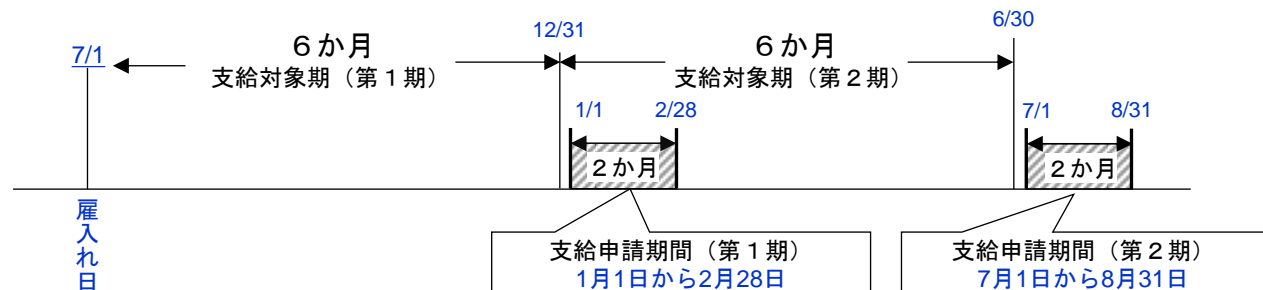 7/1
6か月
支給対象期（第１期）
12/31
6か月
支給対象期（第２期）
6/30
1/1
2/28
２か月
7/1
8/31
２か月
雇入れ日
支給申請期間（第１期）
1月1日から2月28日
支給申請期間（第２期）
7月1日から8月31日